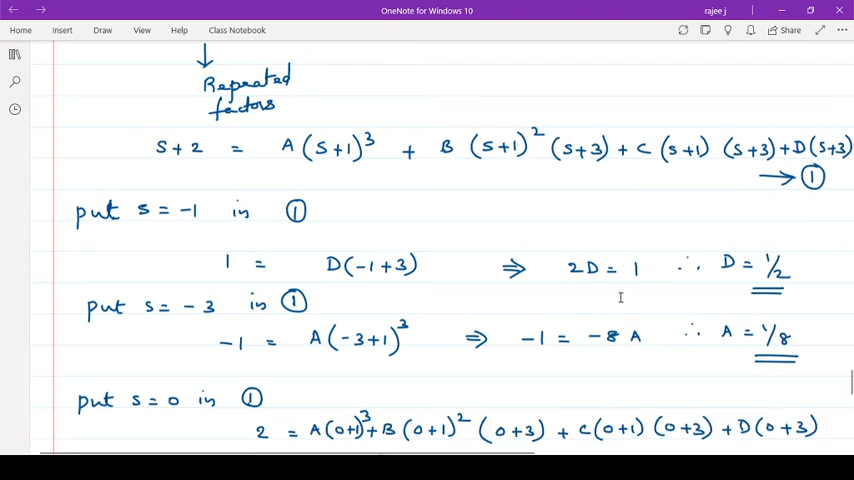 OneNote for Windows 10
rajee j
Home Insert Draw View Help Class Notebook Share
Repeated
factors
S+2 = A(S+1)³ + B (S+1)² (S+3) + C (S+1) (S+3) + D(S+3)
→ ①
put s = -1 in ①
1 = D(-1+3) ⇒ 2D = 1 ∴ D = 1/2
put s = -3 in ①
-1 = A(-3+1)³ ⇒ -1 = -8 A ∴ A = 1/8
put s = 0 in ①
2 = A(0+1)³ + B(0+1)² (0+3) + C(0+1) (0+3) + D(0+3)